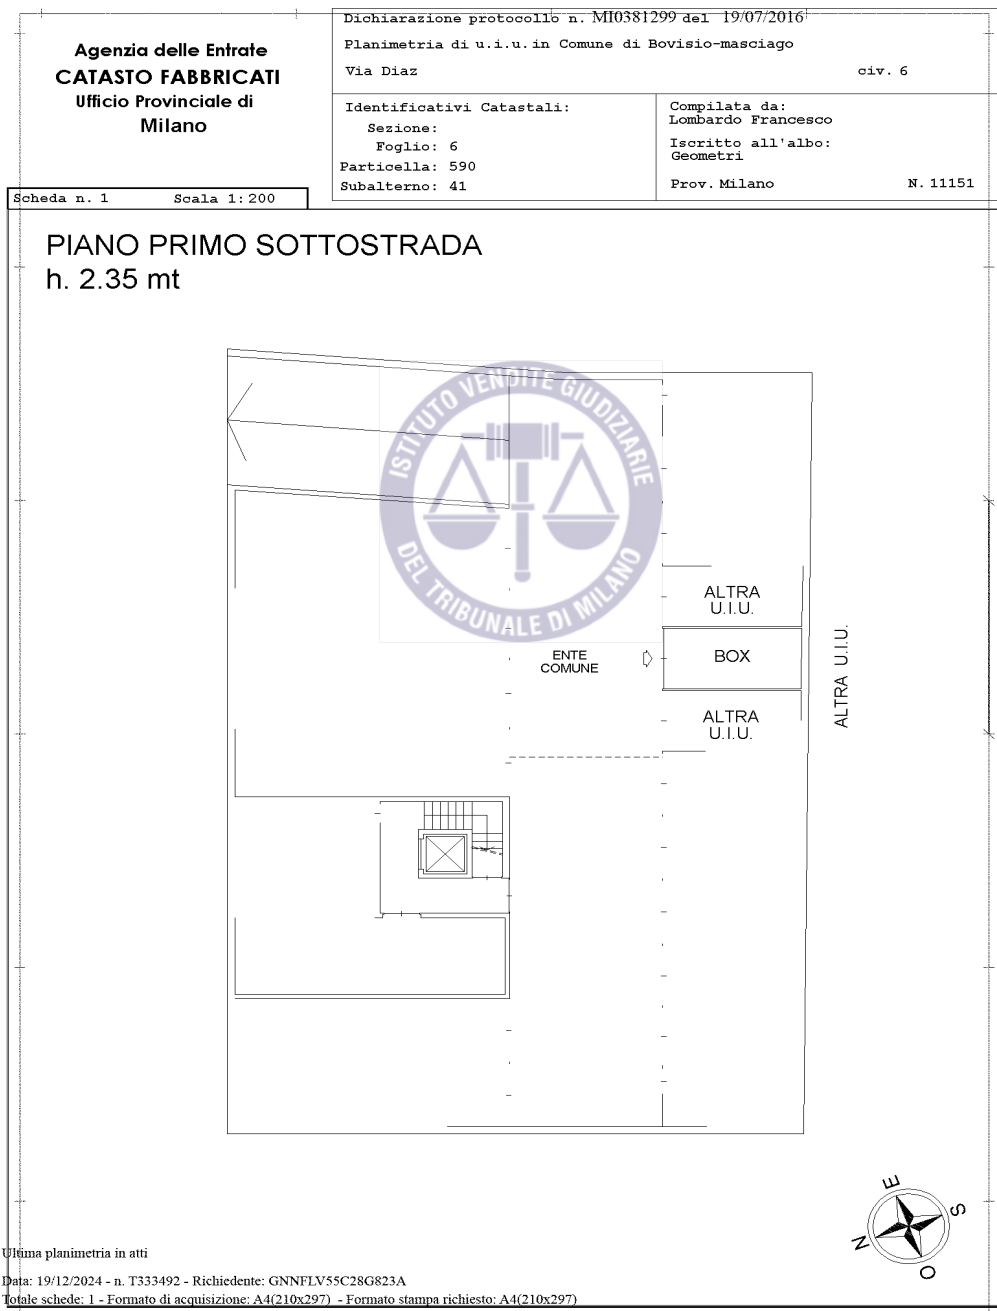 Agenzia delle Entrate
CATASTO FABBRICATI
Ufficio Provinciale di
Milano
Dichiarazione protocollo n. MI0381299 del 19/07/2016
Planimetria di u.i.u. in Comune di Bovisio-masciago
Via Diaz civ. 6
Identificativi Catastali:
Sezione:
Foglio: 6
Particella: 590
Subalterno: 41
Compilata da:
Lombardo Francesco
Iscritto all'albo:
Geometri
Prov. Milano N. 11151
Scheda n. 1 Scala 1:200
PIANO PRIMO SOTTOSTRADA
h. 2.35 mt
ISTITUTO VENDITE GIUDIZIARIE
DEL TRIBUNALE DI MILANO
ALTRA
U.I.U.
ENTE
COMUNE
BOX
ALTRA U.I.U.
ALTRA
U.I.U.
E
S
N
O
Ultima planimetria in atti
Data: 19/12/2024 - n. T333492 - Richiedente: GNNFLV55C28G823A
Totale schede: 1 - Formato di acquisizione: A4(210x297) - Formato stampa richiesto: A4(210x297)